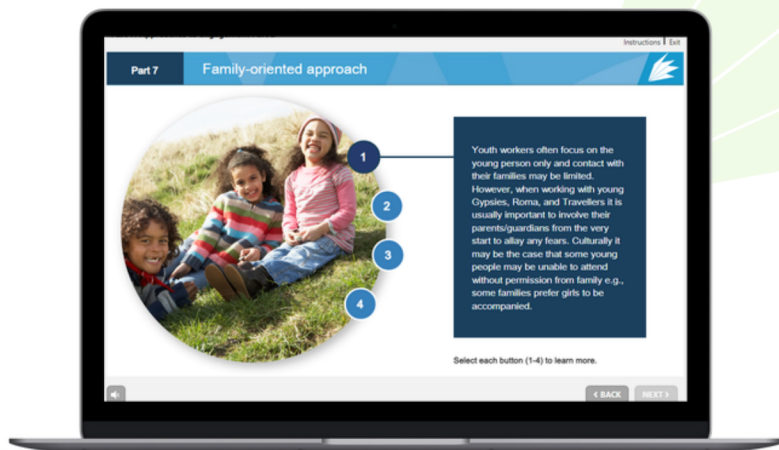 Instructions | Exit
Part 7
Family-oriented approach
1
2
3
4
Youth workers often focus on the
young person only and contact with
their families may be limited.
However, when working with young
Gypsies, Roma, and Travellers it is
usually important to involve their
parents/guardians from the very
start to allay any fears. Culturally it
may be the case that some young
people may be unable to attend
without permission from family e.g.,
some families prefer girls to be
accompanied.
Select each button (1-4) to learn more.
< BACK
NEXT >